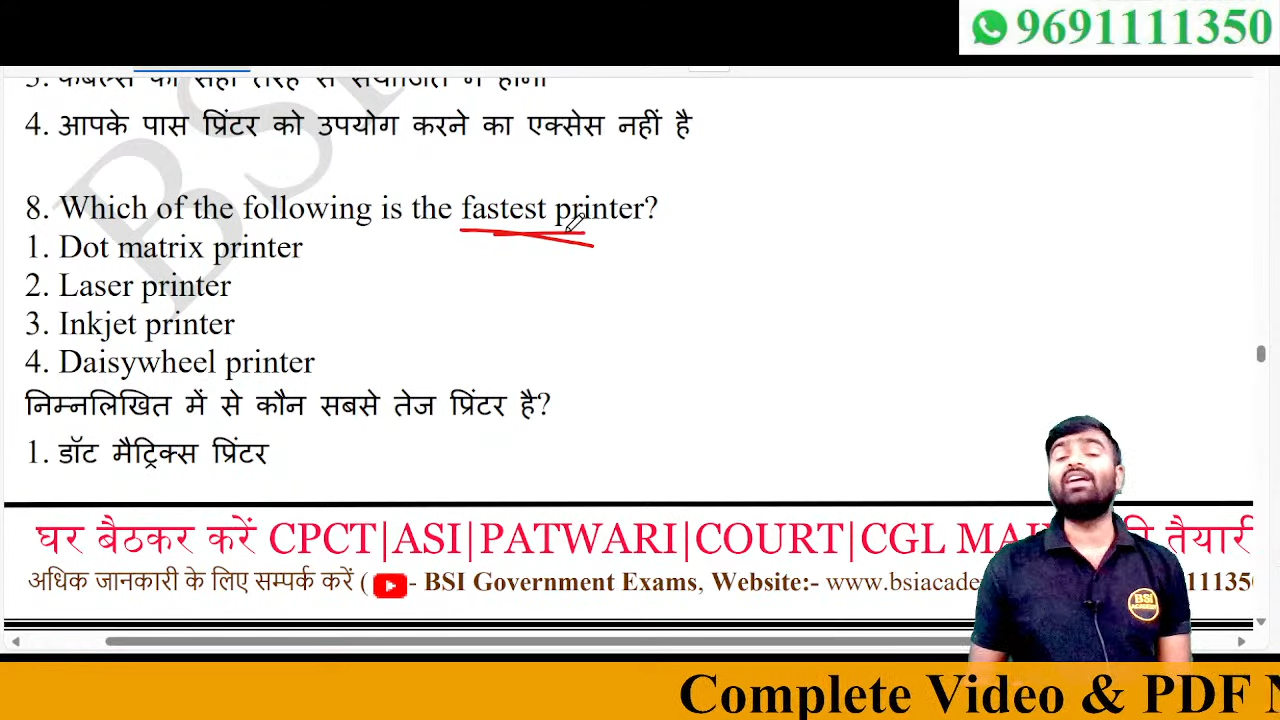 9691111350
4. आपके पास प्रिंटर को उपयोग करने का एक्सेस नहीं है
8. Which of the following is the fastest printer?
1. Dot matrix printer
2. Laser printer
3. Inkjet printer
4. Daisywheel printer
निम्नलिखित में से कौन सबसे तेज प्रिंटर है?
1. डॉट मैट्रिक्स प्रिंटर
घर बैठकर करें CPCT|ASI|PATWARI|COURT|CGL तैयारी
अधिक जानकारी के लिए सम्पर्क करें ( - BSI Government Exams, Website:-
BSI
ACADEMY
Complete Video & PDF